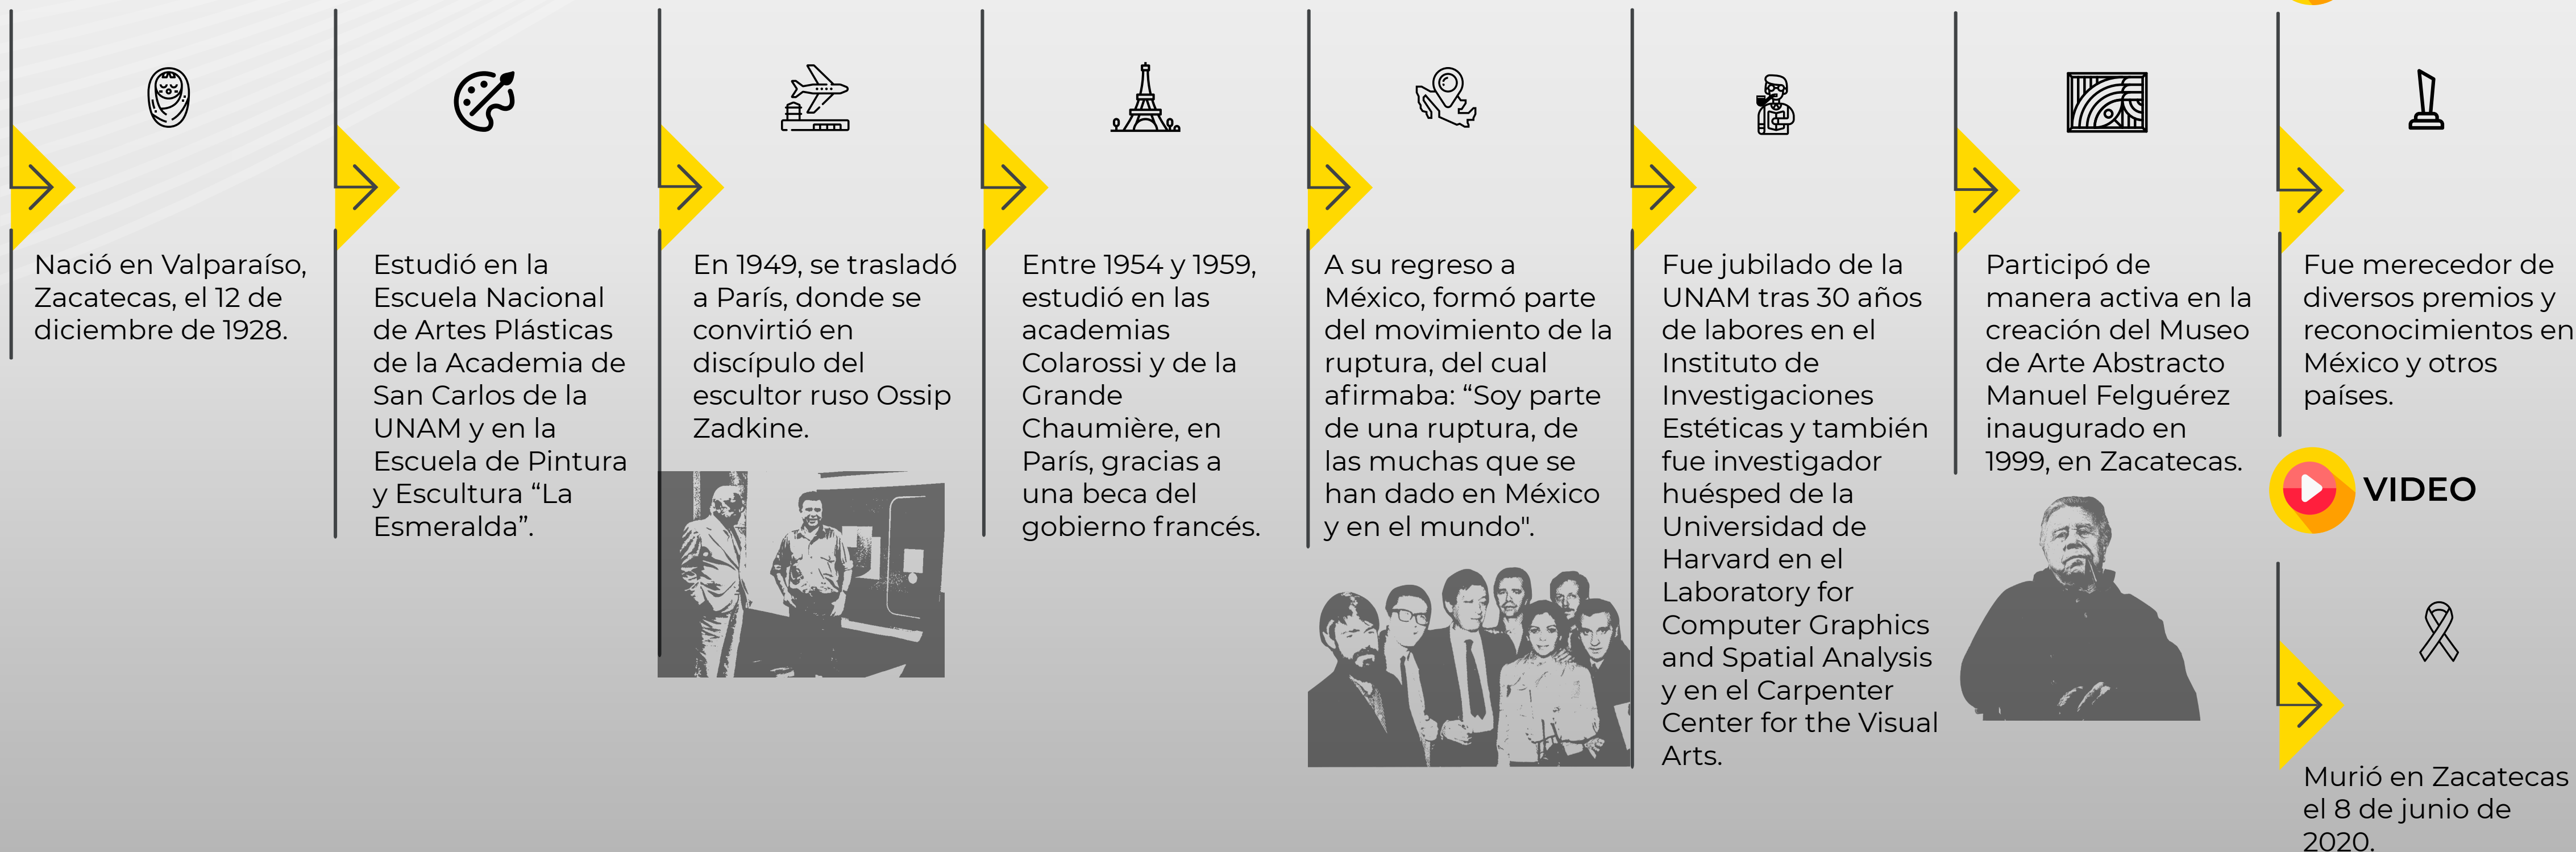 Nació en Valparaíso,
Zacatecas, el 12 de
diciembre de 1928.
Estudió en la
Escuela Nacional
de Artes Plásticas
de la Academia de
San Carlos de la
UNAM y en la
Escuela de Pintura
y Escultura “La
Esmeralda”.
En 1949, se trasladó
a París, donde se
convirtió en
discípulo del
escultor ruso Ossip
Zadkine.
Entre 1954 y 1959,
estudió en las
academias
Colarossi y de la
Grande
Chaumière, en
París, gracias a
una beca del
gobierno francés.
A su regreso a
México, formó parte
del movimiento de la
ruptura, del cual
afirmaba: “Soy parte
de una ruptura, de
las muchas que se
han dado en México
y en el mundo".
Fue jubilado de la
UNAM tras 30 años
de labores en el
Instituto de
Investigaciones
Estéticas y también
fue investigador
huésped de la
Universidad de
Harvard en el
Laboratory for
Computer Graphics
and Spatial Analysis
y en el Carpenter
Center for the Visual
Arts.
Participó de
manera activa en la
creación del Museo
de Arte Abstracto
Manuel Felguérez
inaugurado en
1999, en Zacatecas.
Fue merecedor de
diversos premios y
reconocimientos en
México y otros
países.
VIDEO
Murió en Zacatecas
el 8 de junio de
2020.